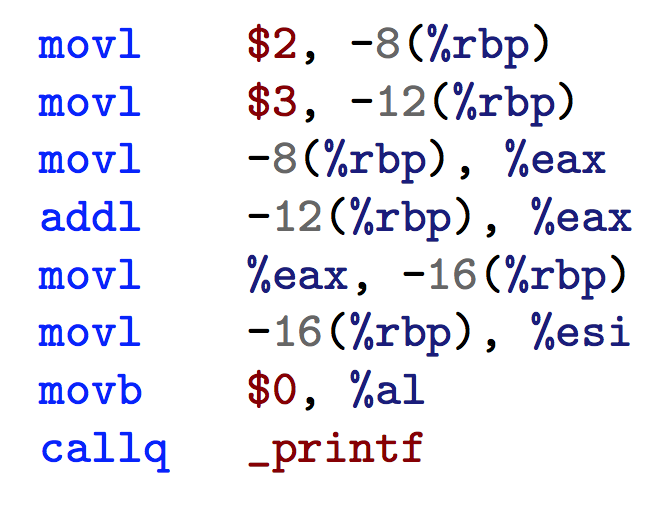 movl $2, -8(%rbp)
movl $3, -12(%rbp)
movl -8(%rbp), %eax
addl -12(%rbp), %eax
movl %eax, -16(%rbp)
movl -16(%rbp), %esi
movb $0, %al
callq _printf